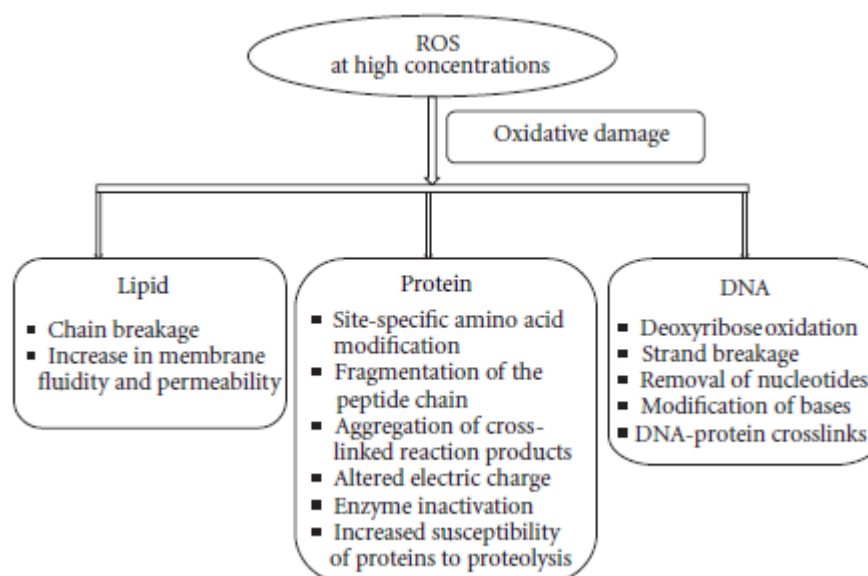 ROS
at high concentrations
Oxidative damage
Lipid
▪ Chain breakage
▪ Increase in membrane
fluidity and permeability
Protein
▪ Site-specific amino acid
modification
▪ Fragmentation of the
peptide chain
▪ Aggregation of cross-
linked reaction products
▪ Altered electric charge
▪ Enzyme inactivation
▪ Increased susceptibility
of proteins to proteolysis
DNA
▪ Deoxyribose oxidation
▪ Strand breakage
▪ Removal of nucleotides
▪ Modification of bases
▪ DNA-protein crosslinks